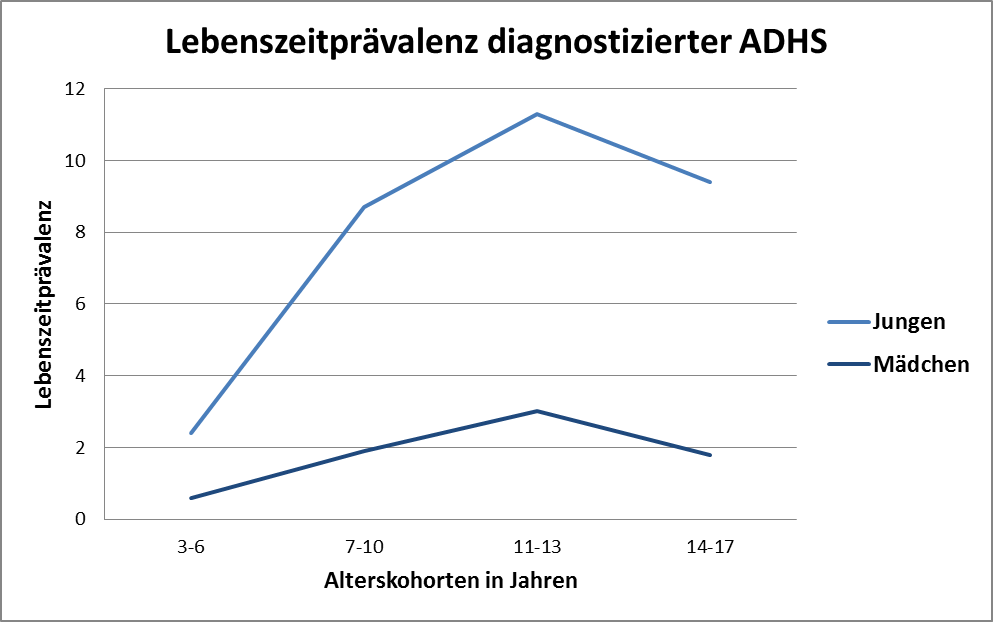 Lebenszeitprävalenz diagnostizierter ADHS
12
10
8
6
4
2
0
Lebenszeitprävalenz
3-6 7-10 11-13 14-17
Alterskohorten in Jahren
Jungen
Mädchen